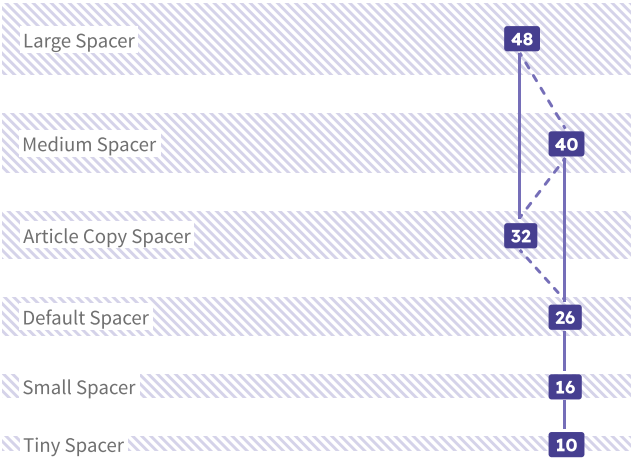 Large Spacer 48
Medium Spacer 40
Article Copy Spacer 32
Default Spacer 26
Small Spacer 16
Tiny Spacer 10